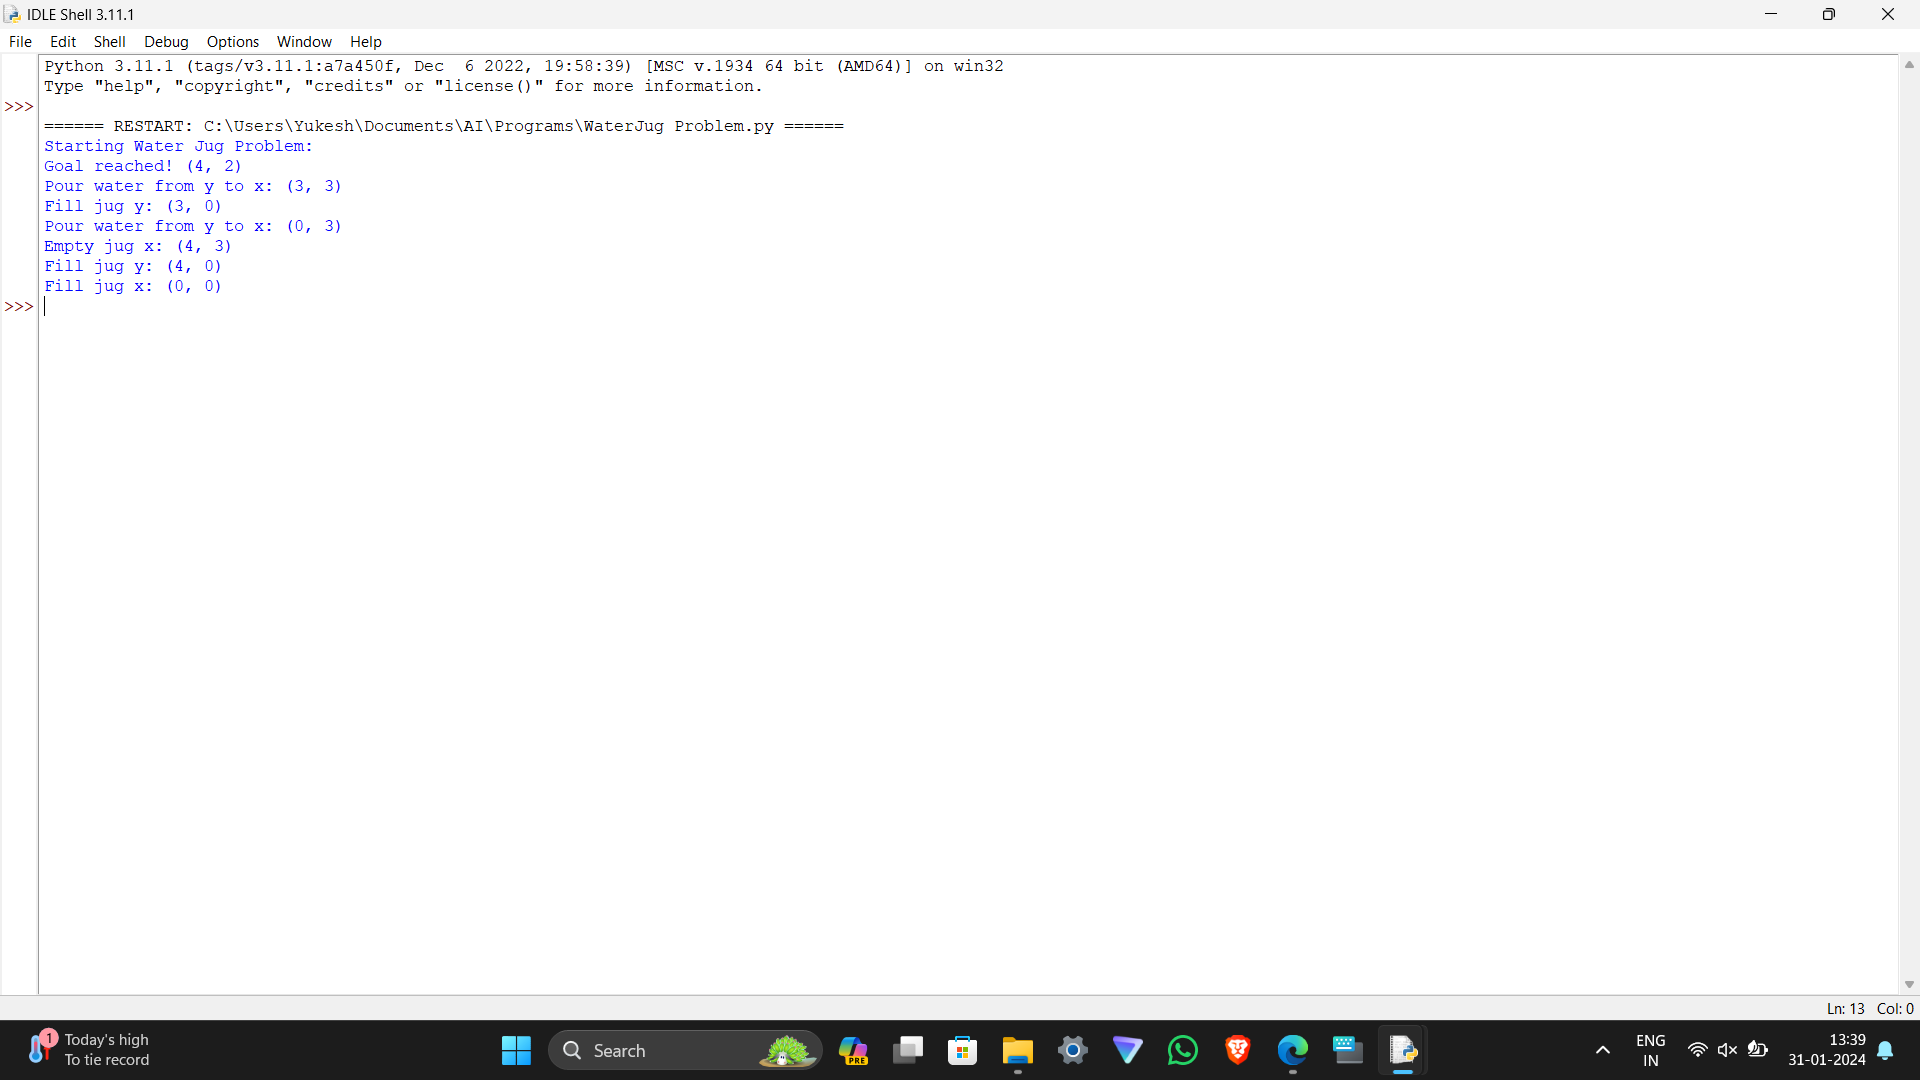 IDLE Shell 3.11.1
File Edit Shell Debug Options Window Help
Python 3.11.1 (tags/v3.11.1:a7a450f, Dec  6 2022, 19:58:39) [MSC v.1934 64 bit (AMD64)] on win32
Type "help", "copyright", "credits" or "license()" for more information.
>>>
====== RESTART: C:\Users\Yukesh\Documents\AI\Programs\WaterJug Problem.py ======
Starting Water Jug Problem:
Goal reached! (4, 2)
Pour water from y to x: (3, 3)
Fill jug y: (3, 0)
Pour water from y to x: (0, 3)
Empty jug x: (4, 3)
Fill jug y: (4, 0)
Fill jug x: (0, 0)
>>>
Ln: 13 Col: 0
1 Today's high
To tie record
Search
PRE
ENG
IN
13:39
31-01-2024